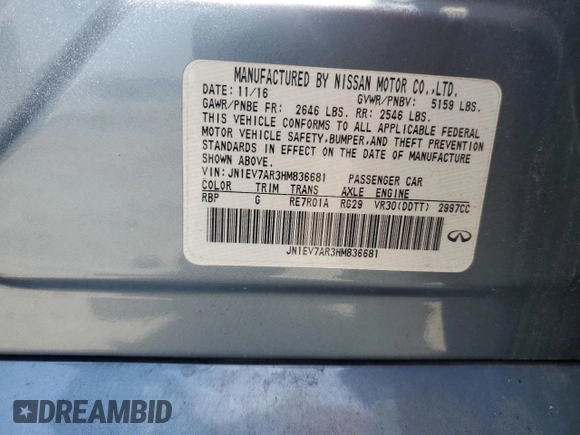 MANUFACTURED BY NISSAN MOTOR CO.,LTD.
DATE: 11/16 GVWR/PNBV: 5159 LBS.
GAWR/PNBE FR: 2646 LBS. RR: 2546 LBS.
THIS VEHICLE CONFORMS TO ALL APPLICABLE FEDERAL
MOTOR VEHICLE SAFETY,BUMPER,AND THEFT PREVENTION
STANDARDS IN EFFECT ON THE DATE OF MANUFACTURE
SHOWN ABOVE.
VIN: JN1EV7AR3HM836681 PASSENGER CAR
COLOR TRIM TRANS AXLE ENGINE
RBP G RE7R01A RG29 VR30(DDTT) 2997CC
JN1EV7AR3HM836681
DREAMBID